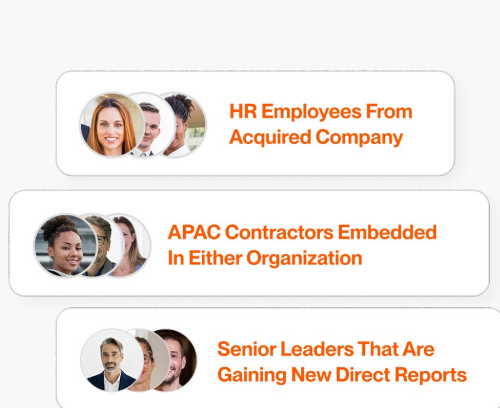 HR Employees From
Acquired Company
APAC Contractors Embedded
In Either Organization
Senior Leaders That Are
Gaining New Direct Reports